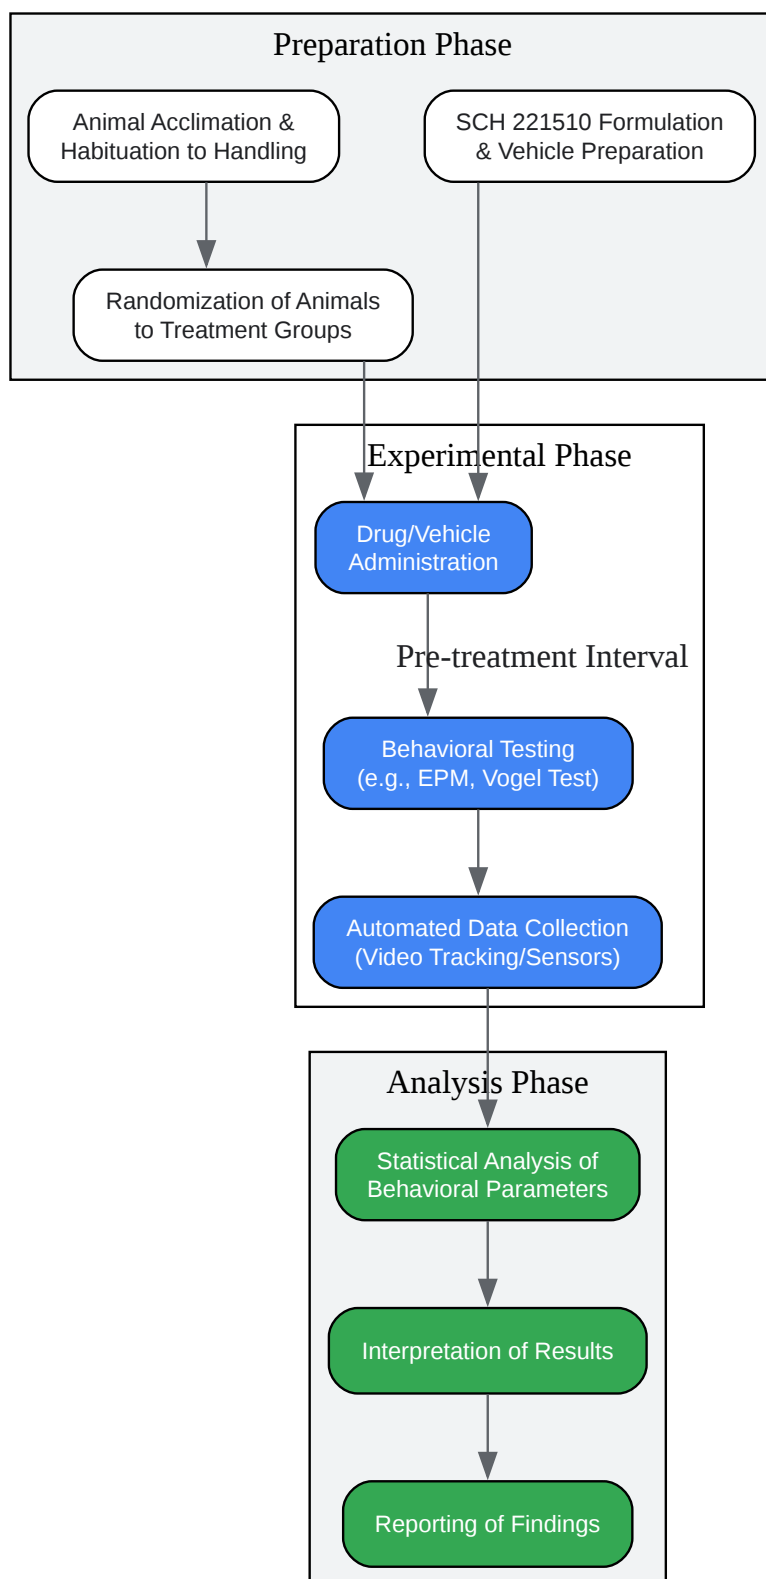 Preparation Phase
Animal Acclimation &
Habituation to Handling
SCH 221510 Formulation
& Vehicle Preparation
Randomization of Animals
to Treatment Groups
Experimental Phase
Drug/Vehicle
Administration
Pre-treatment Interval
Behavioral Testing
(e.g., EPM, Vogel Test)
Automated Data Collection
(Video Tracking/Sensors)
Analysis Phase
Statistical Analysis of
Behavioral Parameters
Interpretation of Results
Reporting of Findings